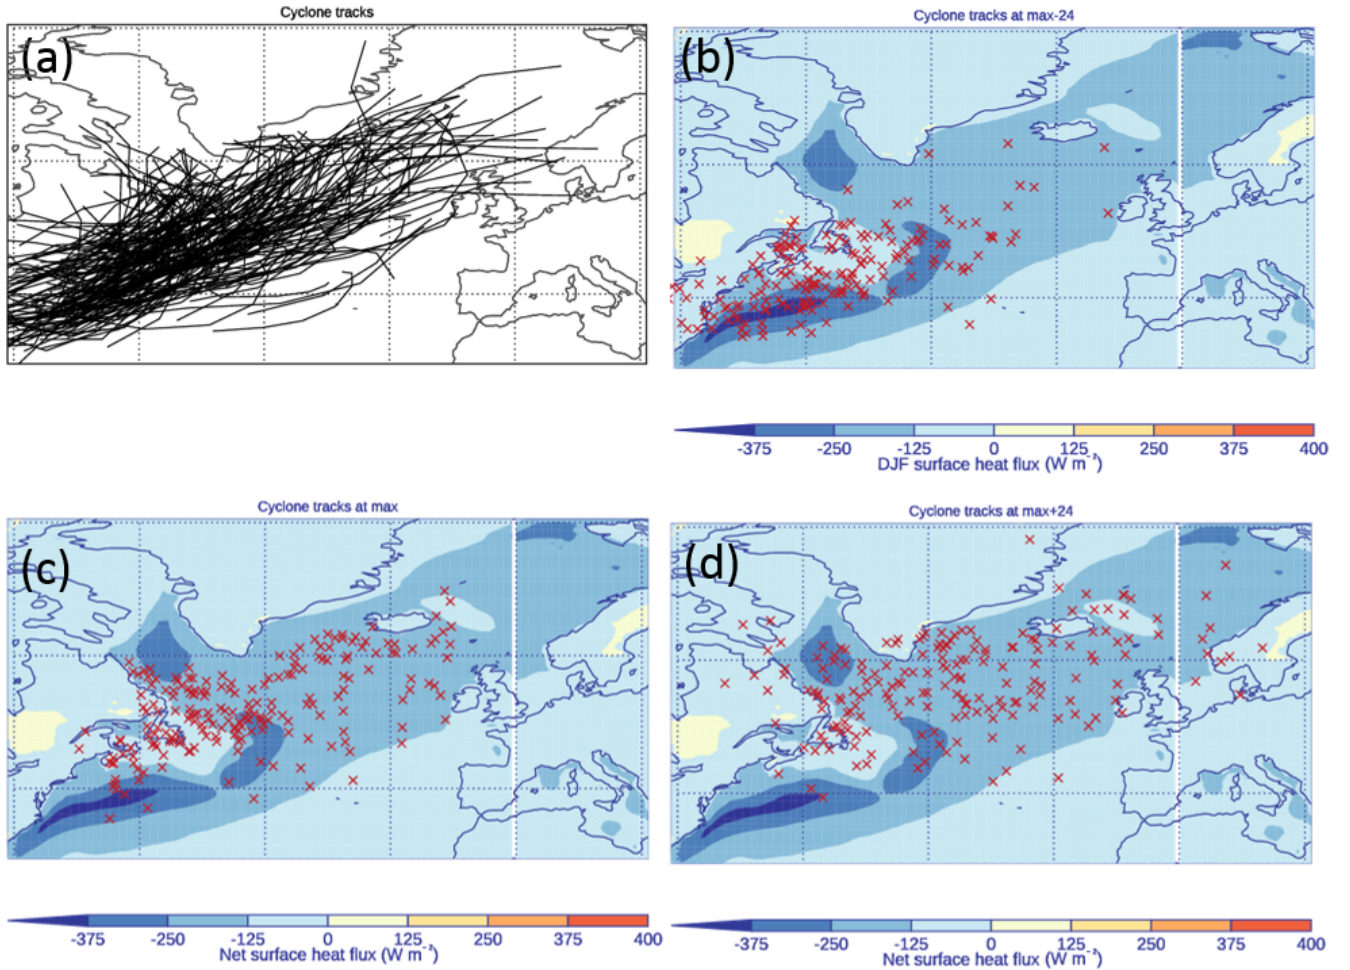 Cyclone tracks
(a)
Cyclone tracks at max-24
(b)
-375 -250 -125 0 125 250 375 400
DJF surface heat flux (W m⁻²)
Cyclone tracks at max
(c)
-375 -250 -125 0 125 250 375 400
Net surface heat flux (W m⁻²)
Cyclone tracks at max+24
(d)
-375 -250 -125 0 125 250 375 400
Net surface heat flux (W m⁻²)